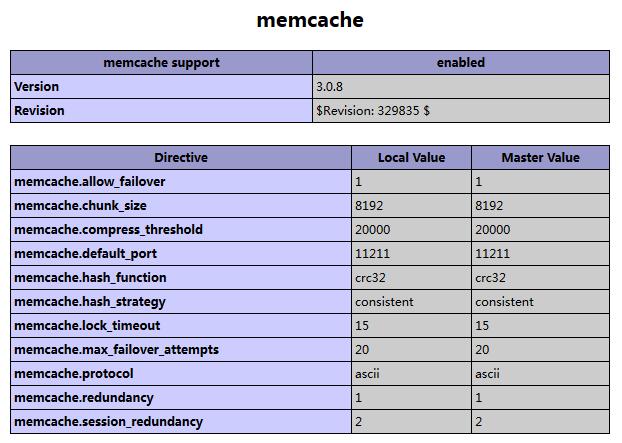 memcache
memcache support enabled
Version 3.0.8
Revision $Revision: 329835 $
Directive Local Value Master Value
memcache.allow_failover 1 1
memcache.chunk_size 8192 8192
memcache.compress_threshold 20000 20000
memcache.default_port 11211 11211
memcache.hash_function crc32 crc32
memcache.hash_strategy consistent consistent
memcache.lock_timeout 15 15
memcache.max_failover_attempts 20 20
memcache.protocol ascii ascii
memcache.redundancy 1 1
memcache.session_redundancy 2 2